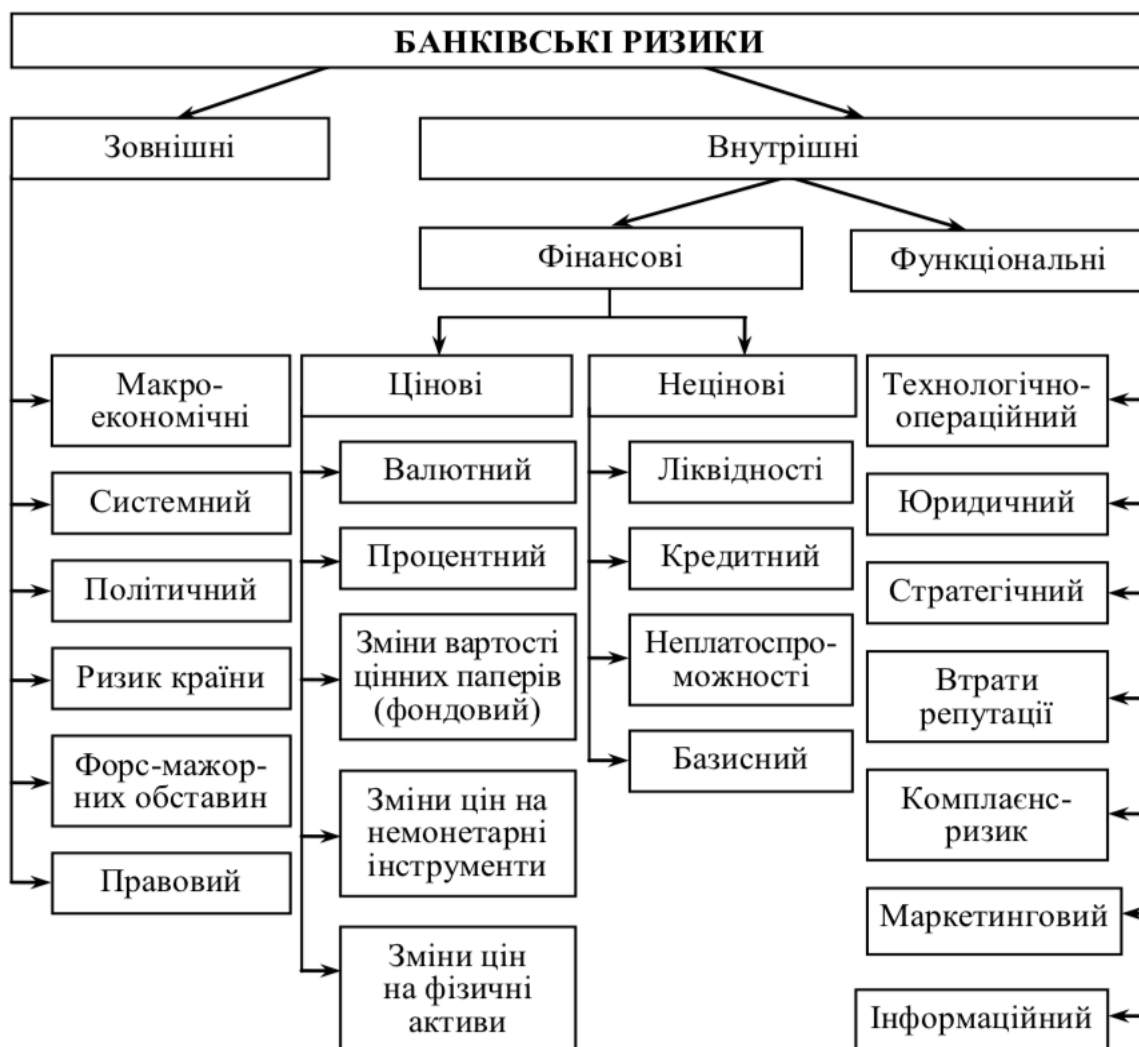 БАНКІВСЬКІ РИЗИКИ
Зовнішні
Внутрішні
Фінансові
Функціональні
Макро-
економічні
Системний
Політичний
Ризик країни
Форс-мажор-
них обставин
Правовий
Цінові
Валютний
Процентний
Зміни вартості
цінних паперів
(фондовий)
Зміни цін на
немонетарні
інструменти
Зміни цін
на фізичні
активи
Нецінові
Ліквідності
Кредитний
Неплатоспро-
можності
Базисний
Технологічно-
операційний
Юридичний
Стратегічний
Втрати
репутації
Комплаєнс-
ризик
Маркетинговий
Інформаційний